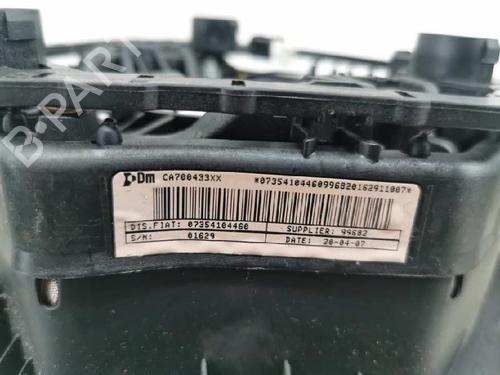 Dm CA700433XX *07354104460996820162911007*
DIS.FIAT: 07354104460 SUPPLIER: 99682
S/N: 01629 DATE: 20-04-07
B-PARTS